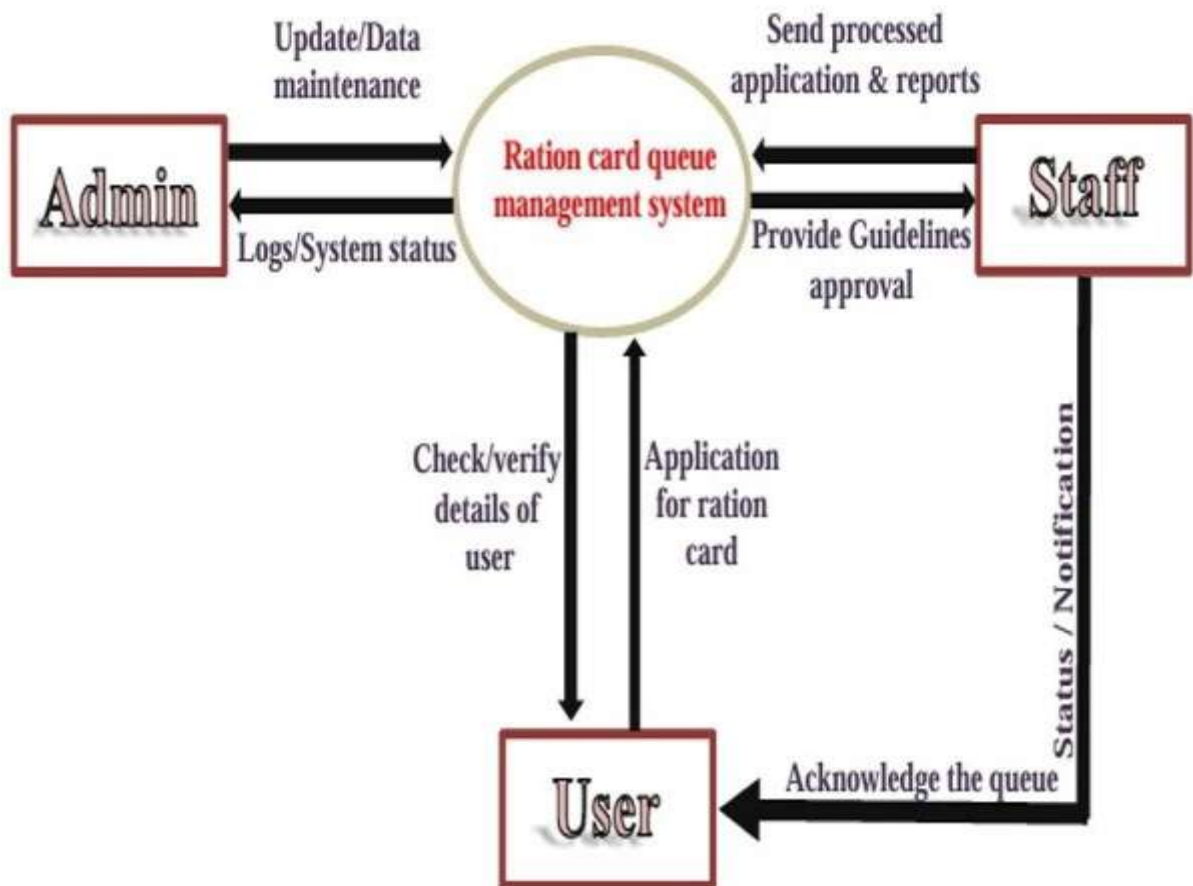 Update/Data
maintenance
Send processed
application & reports
Admin
Ration card queue
management system
Staff
Logs/System status
Provide Guidelines
approval
Check/verify
details of
user
Application
for ration
card
Status / Notification
Acknowledge the queue
User